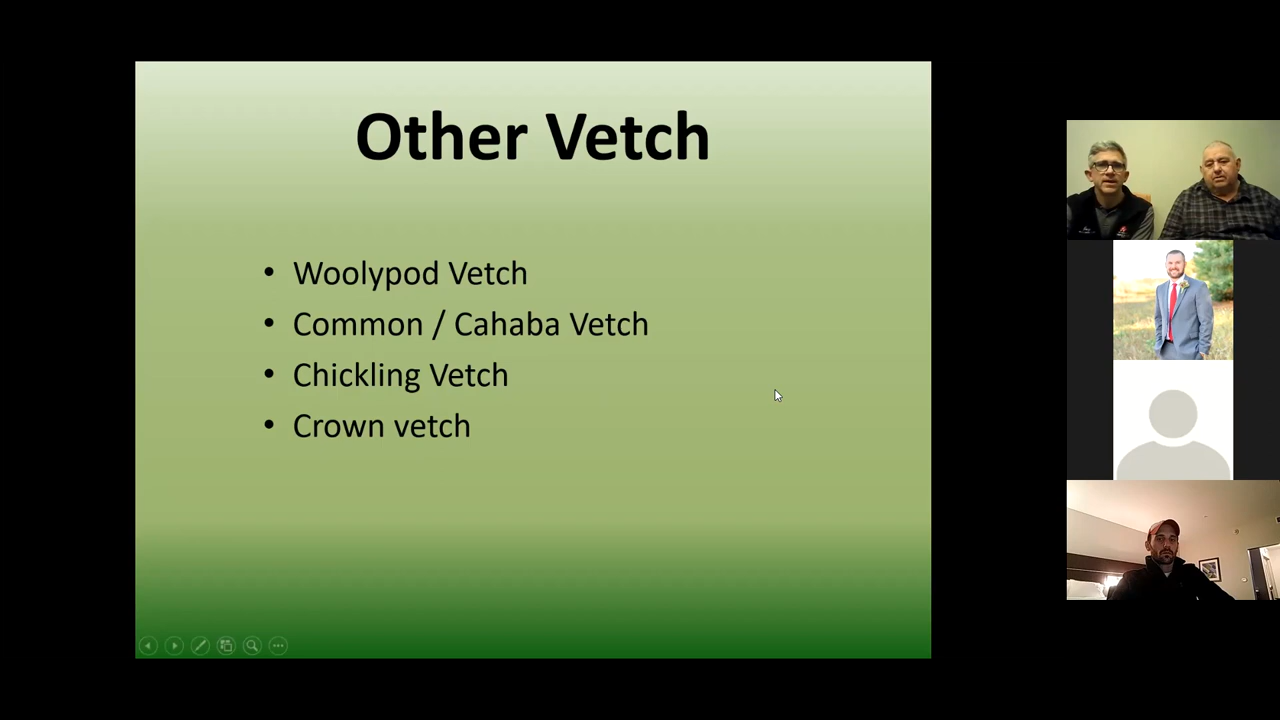 Other Vetch
• Woolypod Vetch
• Common / Cahaba Vetch
• Chickling Vetch
• Crown vetch